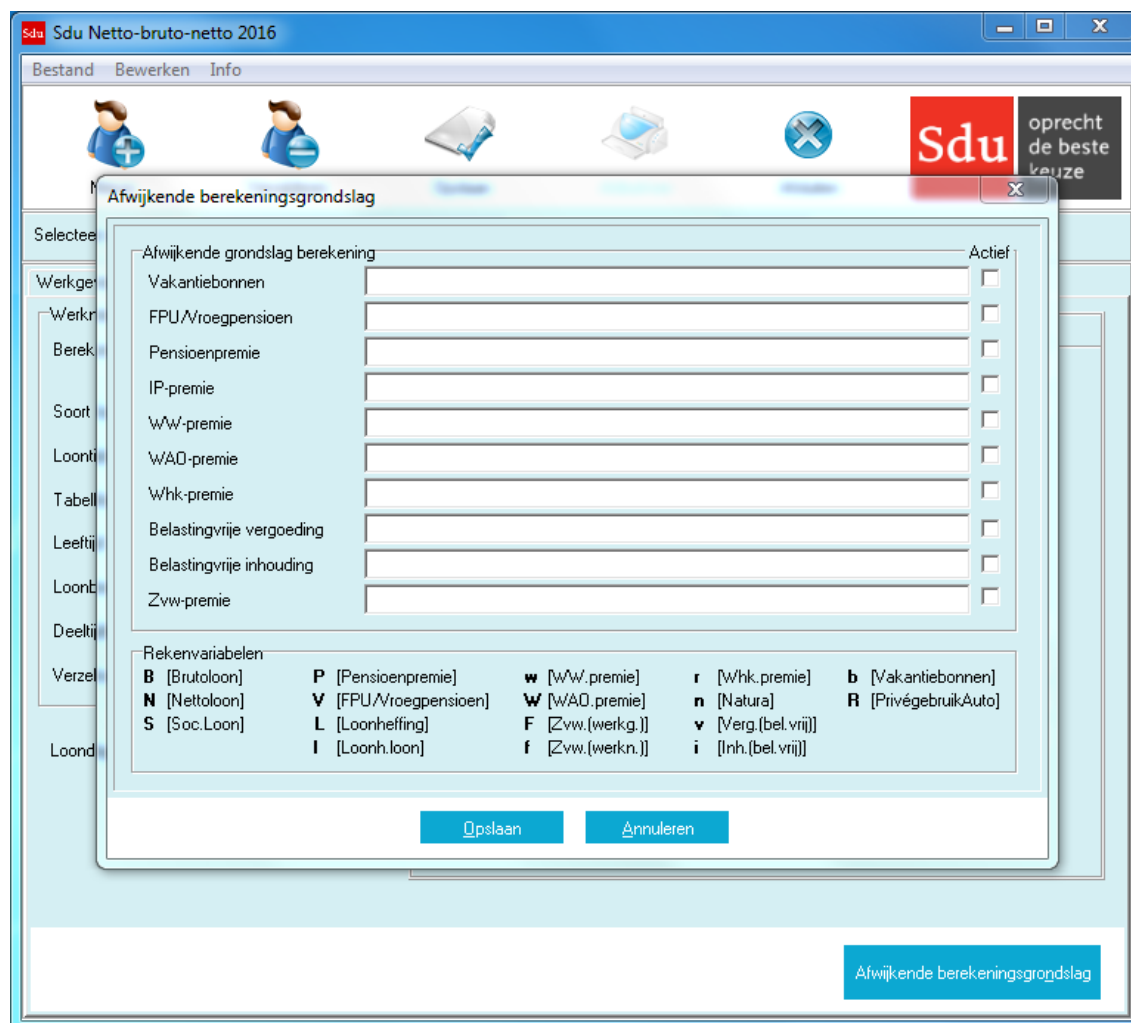 Sdu Sdu Netto-bruto-netto 2016
Bestand Bewerken Info
Sdu
oprecht
de beste
keuze
Afwijkende berekeningsgrondslag
Selectee
Werkge
Werkn
Berek
Soort
Loonti
Tabell
Leeftij
Loonb
Deeltij
Verzek
Loond
Afwijkende grondslag berekening Actief
Vakantiebonnen
FPU/Vroegpensioen
Pensioenpremie
IP-premie
WW-premie
WAO-premie
Whk-premie
Belastingvrije vergoeding
Belastingvrije inhouding
Zvw-premie
Rekenvariabelen
B [Brutoloon] P [Pensioenpremie] w [WW.premie] r [Whk.premie] b [Vakantiebonnen]
N [Nettoloon] V [FPU/Vroegpensioen] W [WAO.premie] n [Natura] R [PrivégebruikAuto]
S [Soc.Loon] L [Loonheffing] F [Zvw.(werkg.)] v [Verg.(bel.vrij)]
l [Loonh.loon] f [Zvw.(werkn.)] i [Inh.(bel.vrij)]
Opslaan Annuleren
Afwijkende berekeningsgrondslag